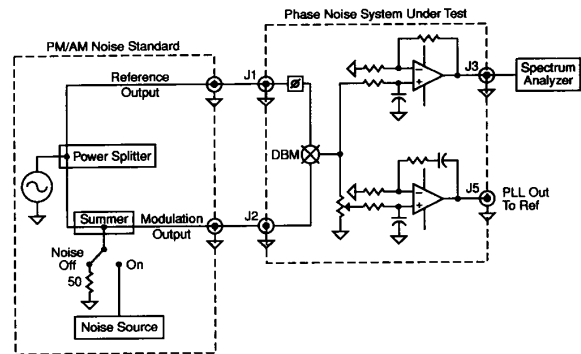 Phase Noise System Under Test
PM/AM Noise Standard
Reference
Output
J1
ø
J3
Spectrum
Analyzer
Power Splitter
DBM
−
+
Summer
Modulation
Output
J2
−
+
J5
PLL Out
To Ref
Noise
Off
On
50
Noise Source